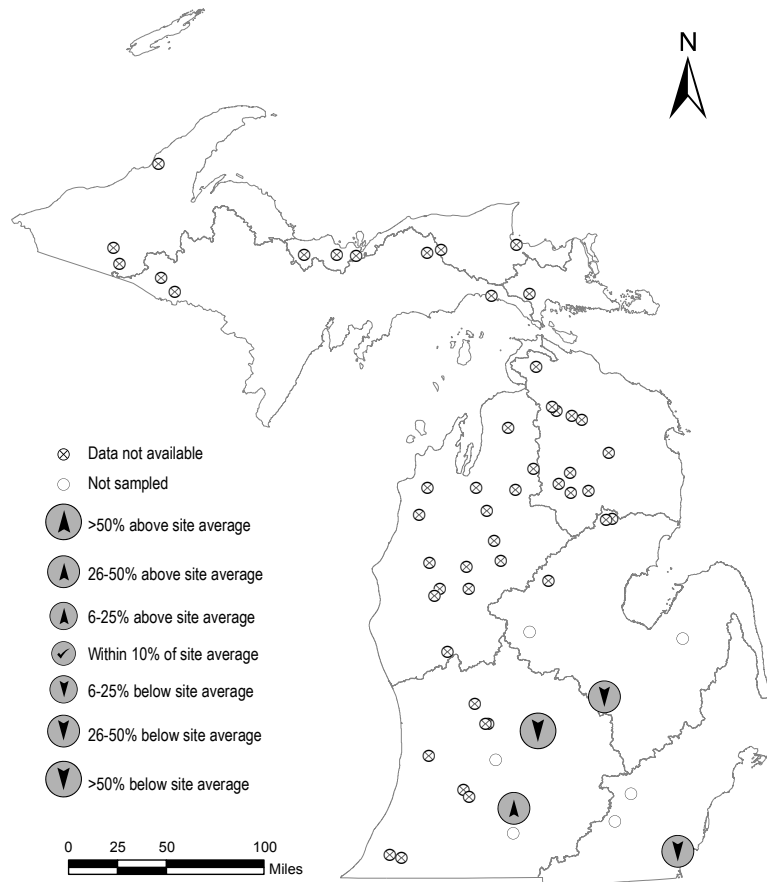 N
Data not available
Not sampled
>50% above site average
26-50% above site average
6-25% above site average
Within 10% of site average
6-25% below site average
26-50% below site average
>50% below site average
0 25 50 100
Miles